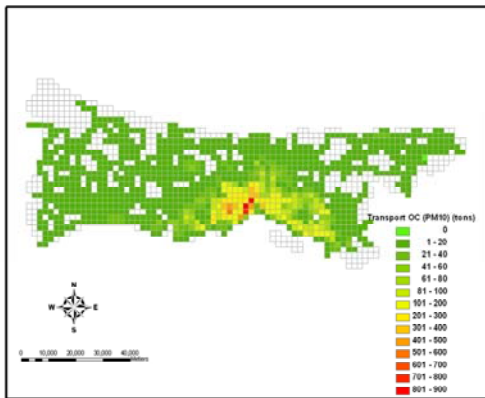 Transport OC (PM10) (tons)
0
1 - 20
21 - 40
41 - 60
61 - 80
81 - 100
101 - 200
201 - 300
301 - 400
401 - 500
501 - 600
601 - 700
701 - 800
801 - 900
N
W E
S
0 10,000 20,000 30,000 40,000
Meters